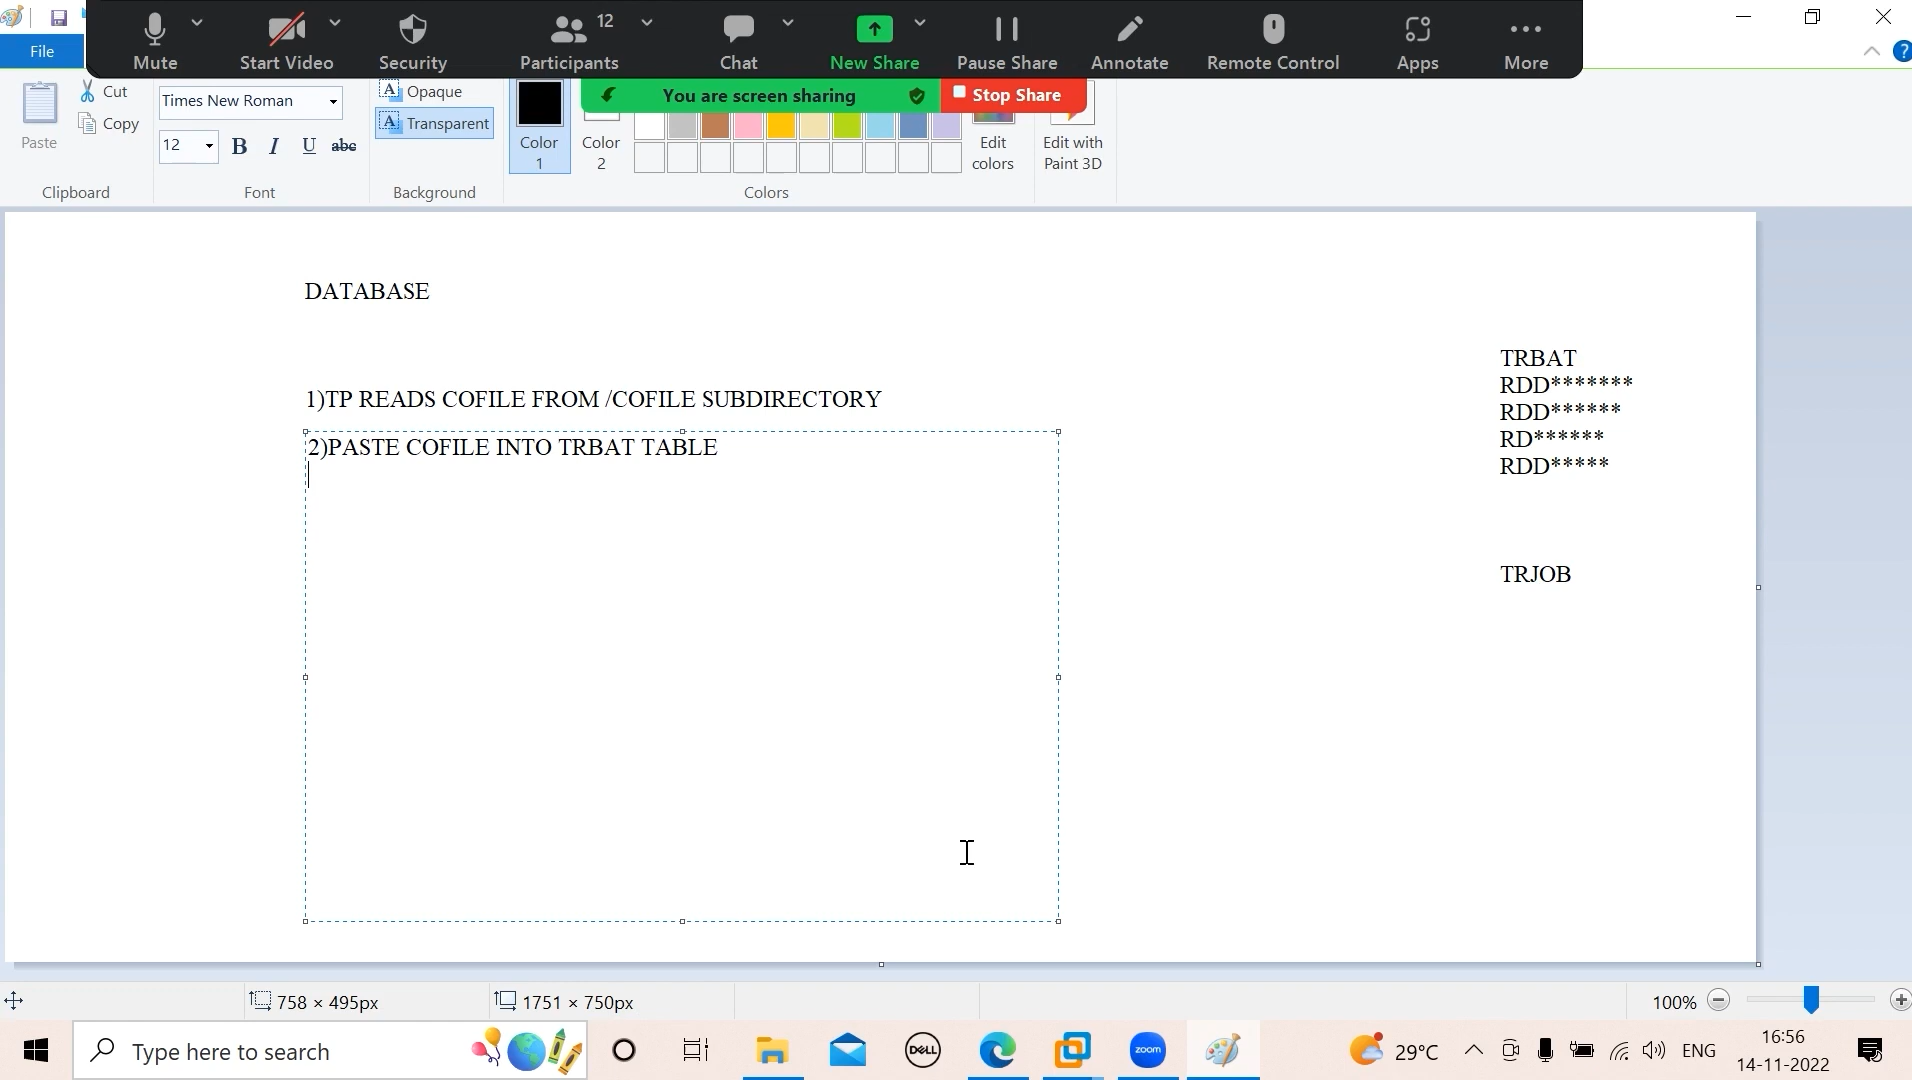 Mute
Start Video
Security
Participants
12
Chat
New Share
Pause Share
Annotate
Remote Control
Apps
More
File
You are screen sharing
Stop Share
Paste
Cut
Copy
Clipboard
Times New Roman
12
B I U abc
Font
Opaque
Transparent
Background
Color 1
Color 2
Colors
Edit colors
Edit with Paint 3D
DATABASE
1)TP READS COFILE FROM /COFILE SUBDIRECTORY
2)PASTE COFILE INTO TRBAT TABLE
TRBAT
RDD*******
RDD******
RD******
RDD*****
TRJOB
758 × 495px
1751 × 750px
100%
Type here to search
DELL
zoom
29°C
ENG
16:56
14-11-2022